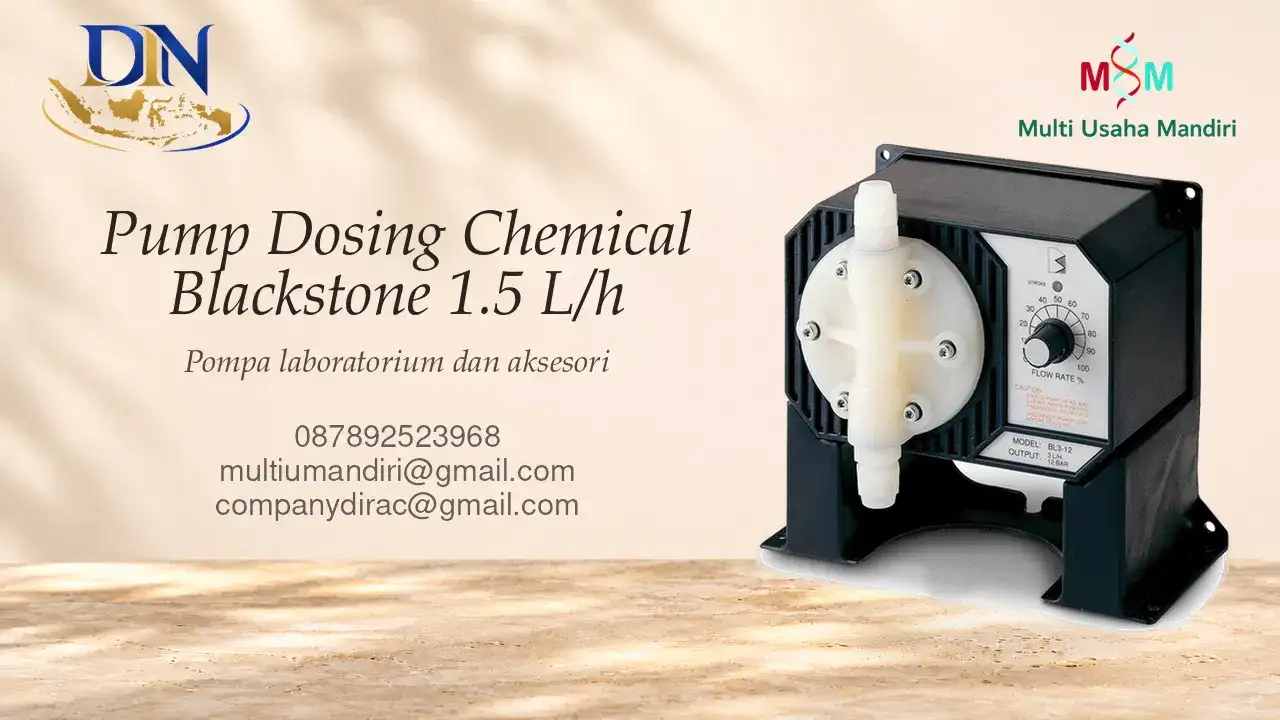 DIN
MSM
Multi Usaha Mandiri
Pump Dosing Chemical
Blackstone 1.5 L/h
Pompa laboratorium dan aksesori
087892523968
multiumandiri@gmail.com
companydirac@gmail.com
STROKE
20
30
40
50
60
70
80
90
100
FLOW RATE %
CAUTION
MODEL: BL3-12
OUTPUT: 3 L/H
12 BAR